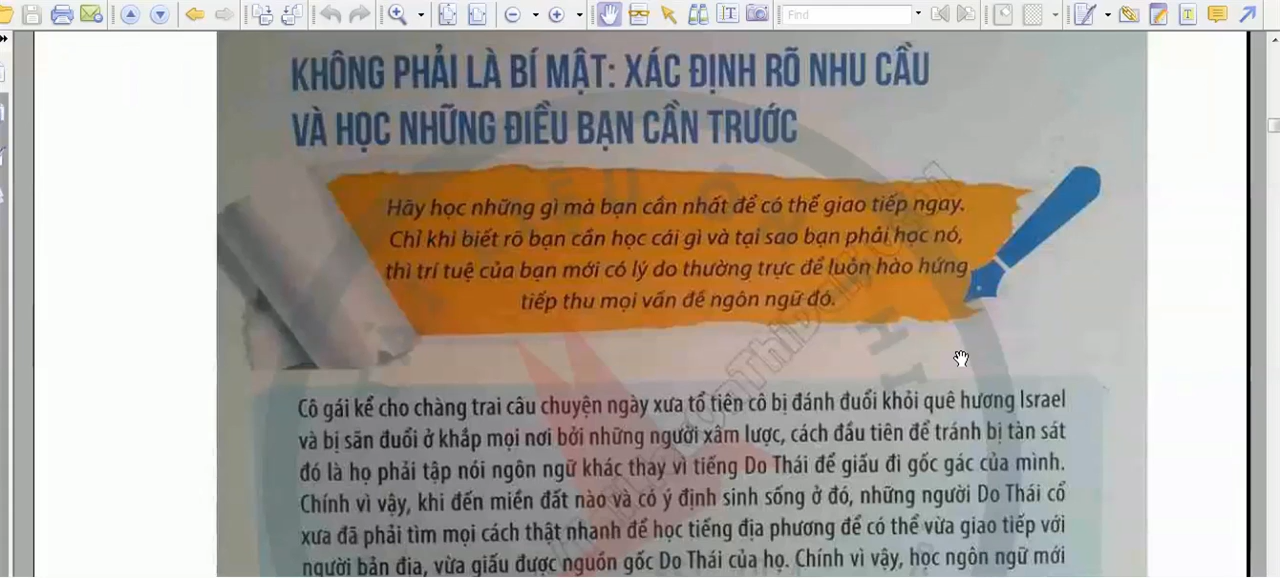 Find
KHÔNG PHẢI LÀ BÍ MẬT: XÁC ĐỊNH RÕ NHU CẦU
VÀ HỌC NHỮNG ĐIỀU BẠN CẦN TRƯỚC
Hãy học những gì mà bạn cần nhất để có thể giao tiếp ngay.
Chỉ khi biết rõ bạn cần học cái gì và tại sao bạn phải học nó,
thì trí tuệ của bạn mới có lý do thường trực để luôn hào hứng
tiếp thu mọi vấn đề ngôn ngữ đó.
Cô gái kể cho chàng trai câu chuyện ngày xưa tổ tiên cô bị đánh đuổi khỏi quê hương Israel
và bị săn đuổi ở khắp mọi nơi bởi những người xâm lược, cách đầu tiên để tránh bị tàn sát
đó là họ phải tập nói ngôn ngữ khác thay vì tiếng Do Thái để giấu đi gốc gác của mình.
Chính vì vậy, khi đến miền đất nào và có ý định sinh sống ở đó, những người Do Thái cổ
xưa đã phải tìm mọi cách thật nhanh để học tiếng địa phương để có thể vừa giao tiếp với
người bản địa, vừa giấu được nguồn gốc Do Thái của họ. Chính vì vậy, học ngôn ngữ mới